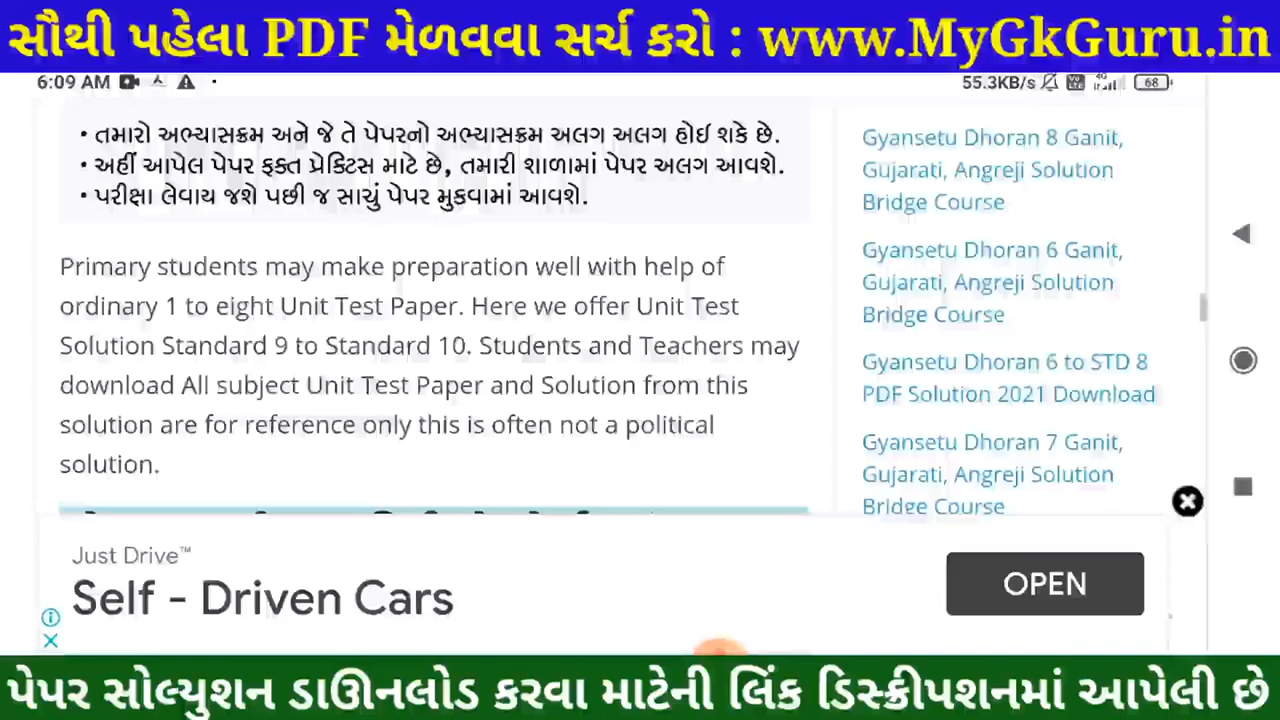 સૌથી પહેલા PDF મેળવવા સર્ચ કરો : www.MyGkGuru.in
6:09 AM
55.3KB/s
4G
68
• તમારો અભ્યાસક્રમ અને જે તે પેપરનો અભ્યાસક્રમ અલગ અલગ હોઈ શકે છે.
• અહીં આપેલ પેપર ફક્ત પ્રેક્ટિસ માટે છે, તમારી શાળામાં પેપર અલગ આવશે.
• પરીક્ષા લેવાય જશે પછી જ સાચું પેપર મુકવામાં આવશે.
Primary students may make preparation well with help of
ordinary 1 to eight Unit Test Paper. Here we offer Unit Test
Solution Standard 9 to Standard 10. Students and Teachers may
download All subject Unit Test Paper and Solution from this
solution are for reference only this is often not a political
solution.
Gyansetu Dhoran 8 Ganit,
Gujarati, Angreji Solution
Bridge Course
Gyansetu Dhoran 6 Ganit,
Gujarati, Angreji Solution
Bridge Course
Gyansetu Dhoran 6 to STD 8
PDF Solution 2021 Download
Gyansetu Dhoran 7 Ganit,
Gujarati, Angreji Solution
Bridge Course
Just Drive™
Self - Driven Cars
OPEN
પેપર સોલ્યુશન ડાઊનલોડ કરવા માટેની લિંક ડિસ્ક્રીપશનમાં આપેલી છે